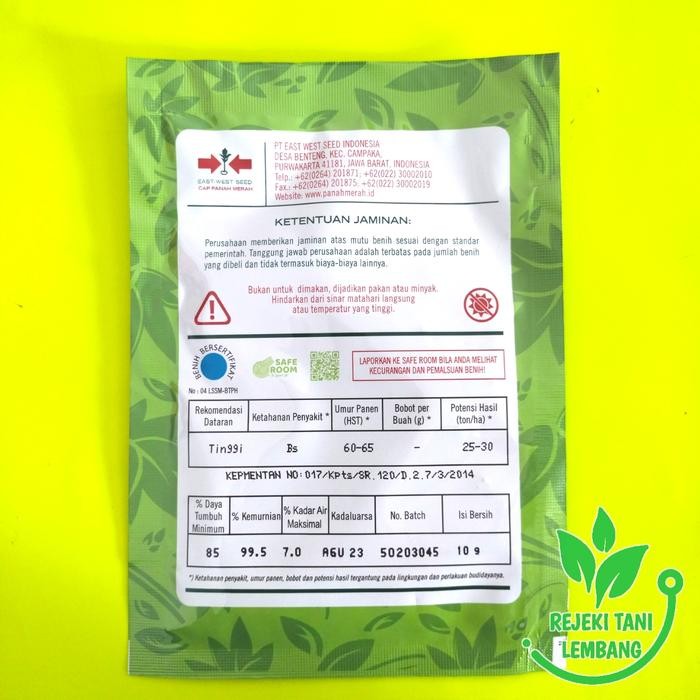 PT EAST WEST SEED INDONESIA
DESA BENTENG, KEC. CAMPAKA,
PURWAKARTA 41181, JAWA BARAT, INDONESIA
Telp.: +62(0264) 201871; +62(022) 30002010
Fax.: +62(0264) 201875; +62(022) 30002019
Website: www.panahmerah.id
EAST-WEST SEED
CAP PANAH MERAH
KETENTUAN JAMINAN:
Perusahaan memberikan jaminan atas mutu benih sesuai dengan standar
pemerintah. Tanggung jawab perusahaan adalah terbatas pada jumlah benih
yang dibeli dan tidak termasuk biaya-biaya lainnya.
Bukan untuk dimakan, dijadikan pakan atau minyak.
Hindarkan dari sinar matahari langsung
atau temperatur yang tinggi.
BENIH BERSERTIFIKAT
No : 04 LSSM-BTPH
SAFE
ROOM
LAPORKAN KE SAFE ROOM BILA ANDA MELIHAT
KECURANGAN DAN PEMALSUAN BENIH!
Rekomendasi Dataran Ketahanan Penyakit * Umur Panen (HST) * Bobot per Buah (g) * Potensi Hasil (ton/ha) *
Tinggi Bs 60-65 - 25-30
KEPMENTAN NO: 017/Kpts/SR.120/D.2.7/3/2014
% Daya Tumbuh Minimum % Kemurnian % Kadar Air Maksimal Kadaluarsa No. Batch Isi Bersih
85 99.5 7.0 AGU 23 50203045 10 g
*) Ketahanan penyakit, umur panen, bobot dan potensi hasil tergantung pada lingkungan dan perlakuan budidayanya.
REJEKI TANI
LEMBANG